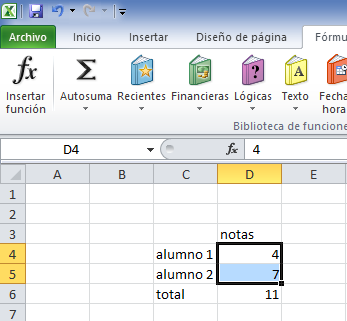 Archivo Inicio Insertar Diseño de página Fórmu
fx Σ
Insertar función Autosuma Recientes Financieras Lógicas Texto Fecha hora
Biblioteca de funcione
D4 fx 4
A B C D E
1
2
3 notas
4 alumno 1 4
5 alumno 2 7
6 total 11
7